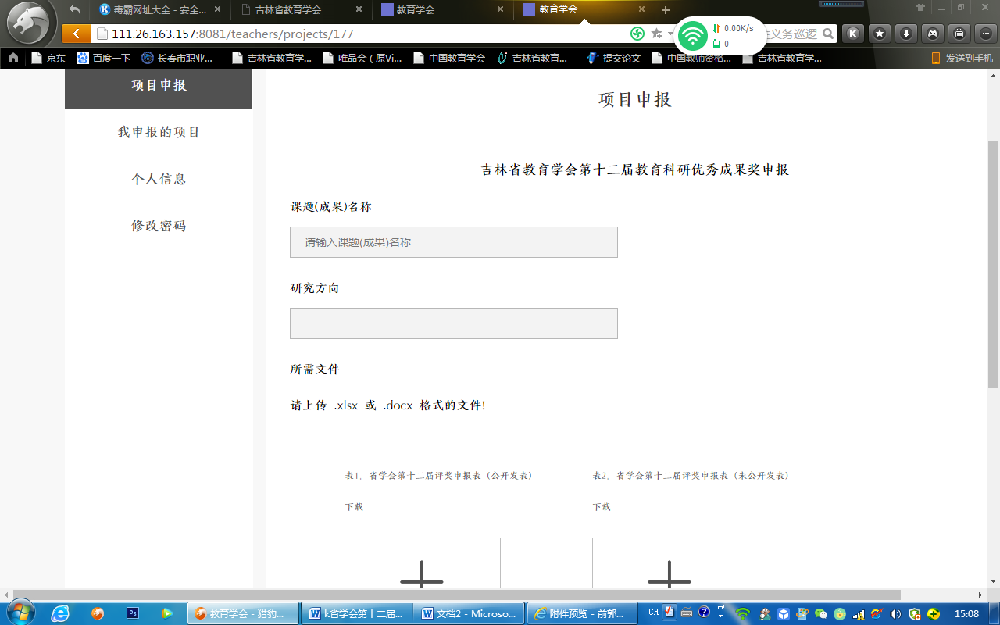 毒霸网址大全 - 安全...
吉林省教育学会
教育学会
教育学会
111.26.163.157:8081/teachers/projects/177
0.00K/s
0
义务巡逻
京东
百度一下
长春市职业...
吉林省教育学...
唯品会（原Vi...
中国教育学会
吉林省教育...
提交论文
中国教师资格...
吉林省教育学...
发送到手机
项目申报
我申报的项目
个人信息
修改密码
项目申报
吉林省教育学会第十二届教育科研优秀成果奖申报
课题(成果)名称
请输入课题(成果)名称
研究方向
所需文件
请上传 .xlsx 或 .docx 格式的文件!
表1：省学会第十二届评奖申报表（公开发表）
表2：省学会第十二届评奖申报表（未公开发表）
下载
下载
教育学会 - 猎豹...
k省学会第十二届...
文档2 - Microso...
附件预览 - 前郭...
CH
15:08